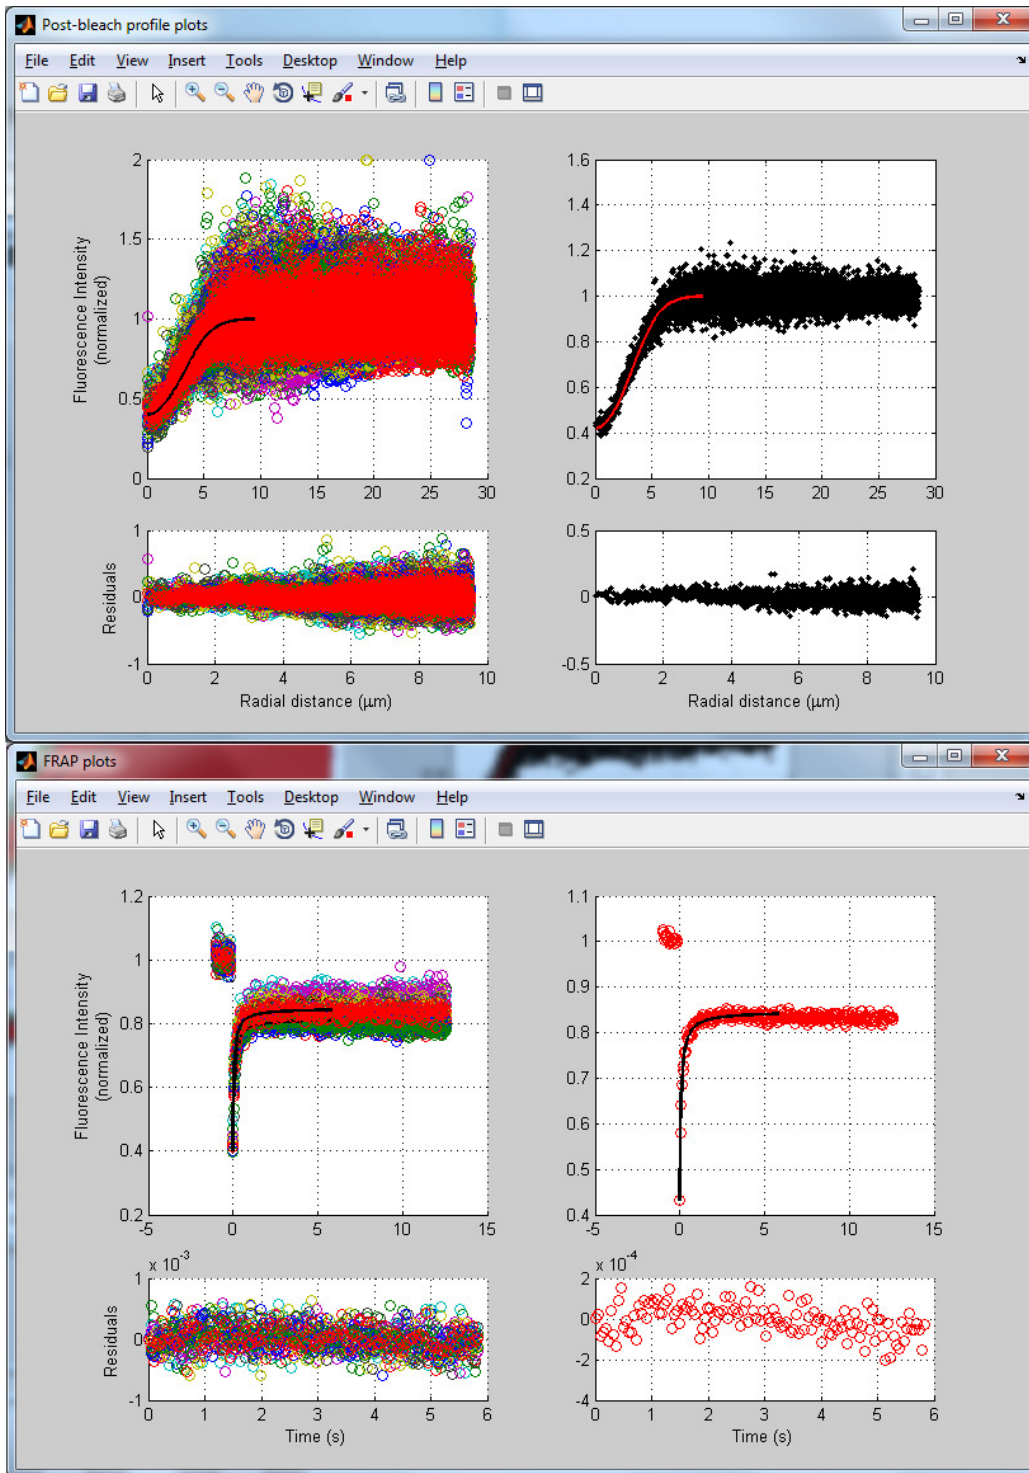 Post-bleach profile plots
File Edit View Insert Tools Desktop Window Help
Fluorescence Intensity
(normalized)
2
1.5
1
0.5
0
0 5 10 15 20 25 30
1.6
1.4
1.2
1
0.8
0.6
0.4
0.2
0 5 10 15 20 25 30
Residuals
1
0
-1
0 2 4 6 8 10
Radial distance (μm)
0.5
0
-0.5
0 2 4 6 8 10
Radial distance (μm)
FRAP plots
File Edit View Insert Tools Desktop Window Help
Fluorescence Intensity
(normalized)
1.2
1
0.8
0.6
0.4
0.2
-5 0 5 10 15
1.1
1
0.9
0.8
0.7
0.6
0.5
0.4
-5 0 5 10 15
Residuals
x 10⁻³
1
0
-1
0 1 2 3 4 5 6
Time (s)
x 10⁻⁴
2
0
-2
-4
0 1 2 3 4 5 6
Time (s)